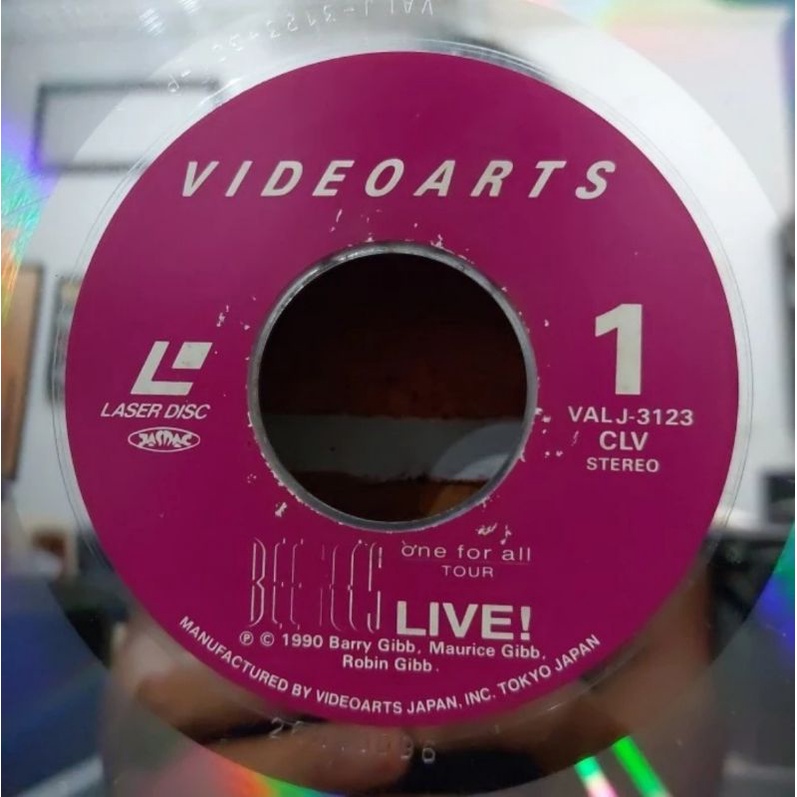 VIDEOARTS
1
LASER DISC
JASRAC
VALJ-3123
CLV
STEREO
BEE GEES
one for all
TOUR
LIVE!
℗ © 1990 Barry Gibb, Maurice Gibb,
Robin Gibb.
MANUFACTURED BY VIDEOARTS JAPAN, INC. TOKYO JAPAN